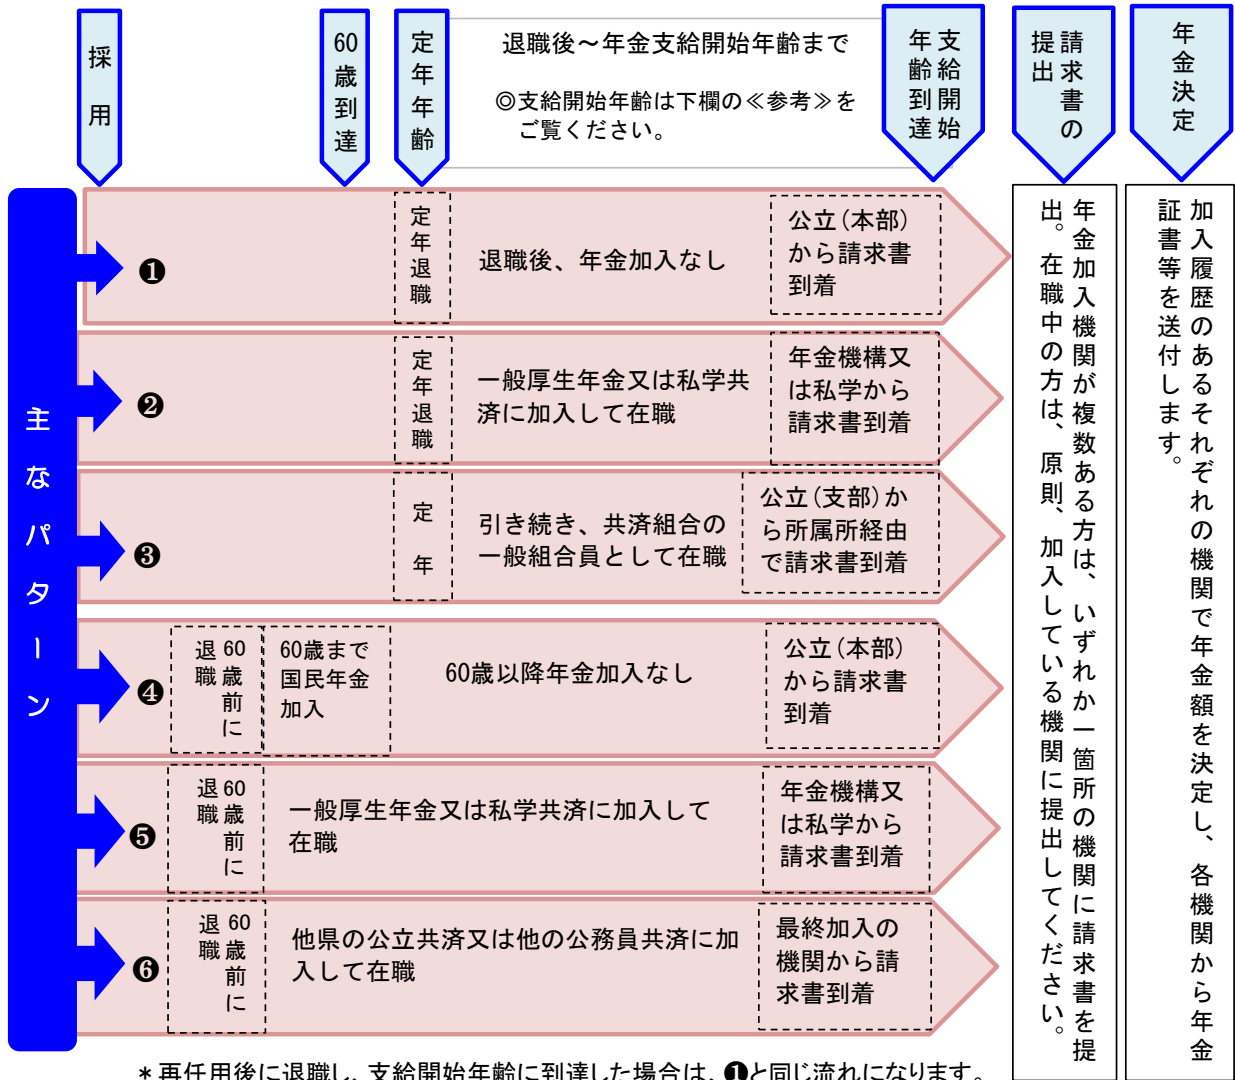 採用
60歳到達
定年年齢
退職後～年金支給開始年齢まで
◎支給開始年齢は下欄の≪参考≫を
ご覧ください。
支給開始
年齢到達
請求書の
提出
年金決定
主なパターン
❶
定年退職
退職後、年金加入なし
公立(本部)
から請求書
到着
❷
定年退職
一般厚生年金又は私学共
済に加入して在職
年金機構又
は私学から
請求書到着
❸
定年
引き続き、共済組合の
一般組合員として在職
公立(支部)か
ら所属所経由
で請求書到着
❹
60歳前に
退職
60歳まで
国民年金
加入
60歳以降年金加入なし
公立(本部)
から請求書
到着
❺
60歳前に
退職
一般厚生年金又は私学共済に加入して
在職
年金機構又
は私学から
請求書到着
❻
60歳前に
退職
他県の公立共済又は他の公務員共済に加
入して在職
最終加入の
機関から請
求書到着
年金加入機関が複数ある方は、いずれか一箇所の機関に請求書を提
出。在職中の方は、原則、加入している機関に提出してください。
加入履歴のあるそれぞれの機関で年金額を決定し、各機関から年金
証書等を送付します。
＊再任用後に退職し、支給開始年齢に到達した場合は、❶と同じ流れになります。